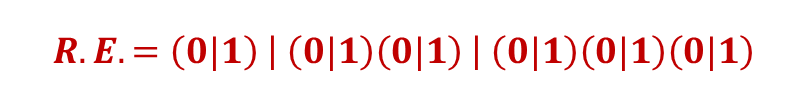 R. E. = (0|1) | (0|1)(0|1) | (0|1)(0|1)(0|1)